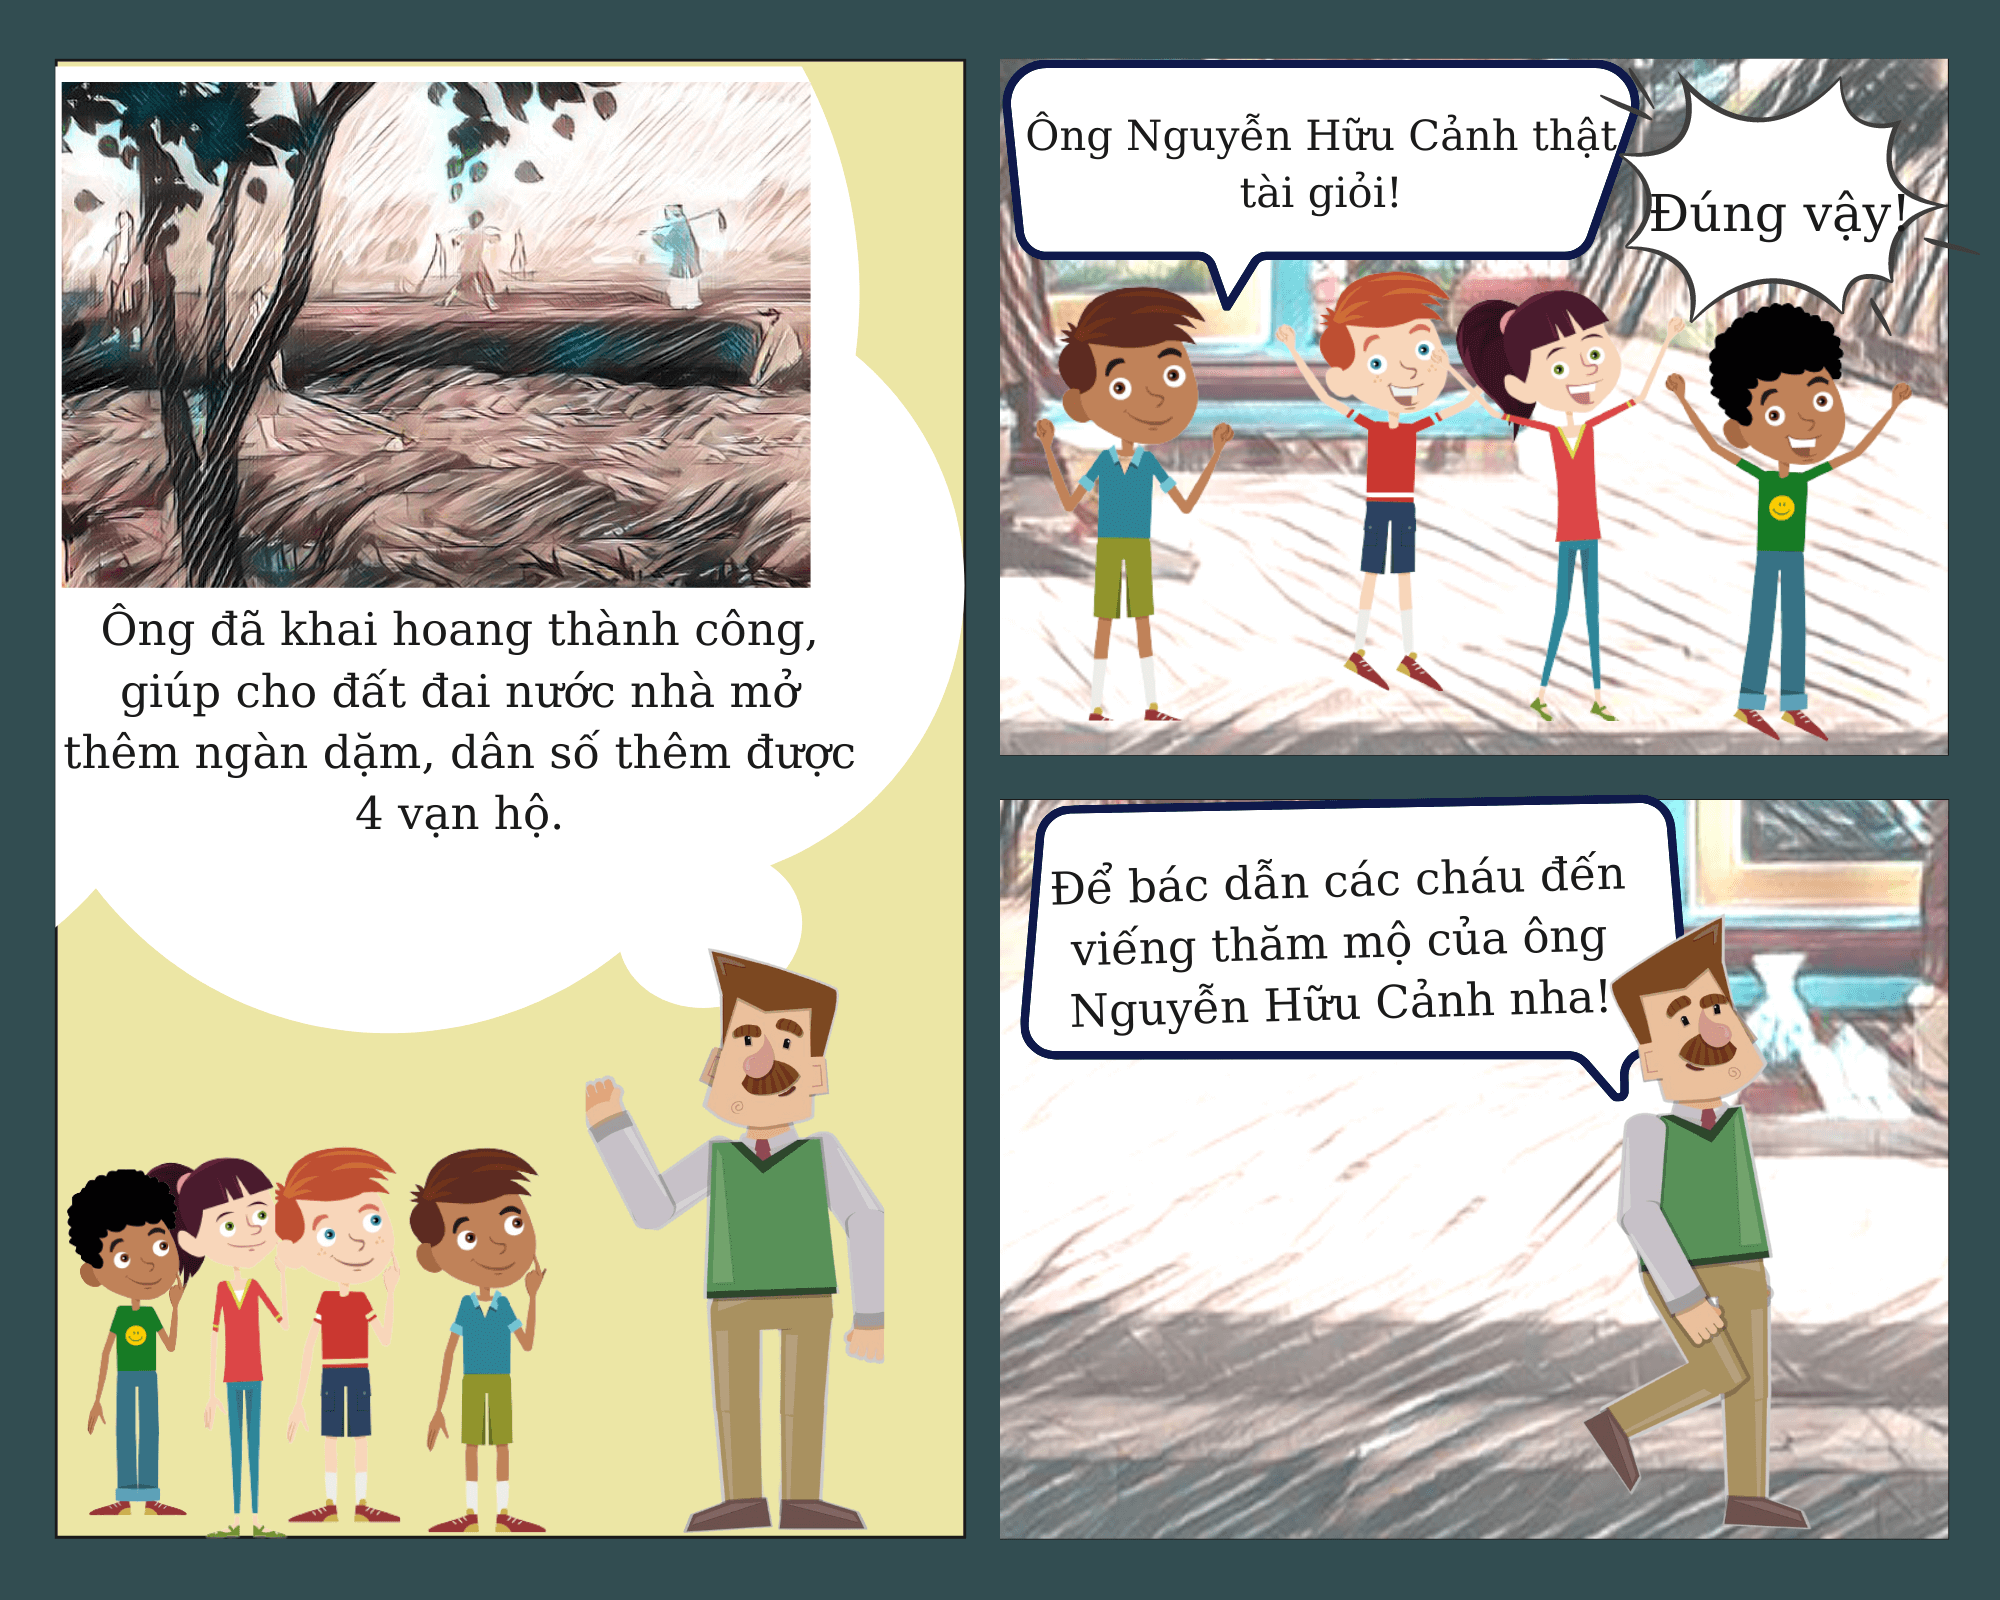 Ông đã khai hoang thành công,
giúp cho đất đai nước nhà mở
thêm ngàn dặm, dân số thêm được
4 vạn hộ.
Ông Nguyễn Hữu Cảnh thật
tài giỏi!
Đúng vậy!
Để bác dẫn các cháu đến
viếng thăm mộ của ông
Nguyễn Hữu Cảnh nha!